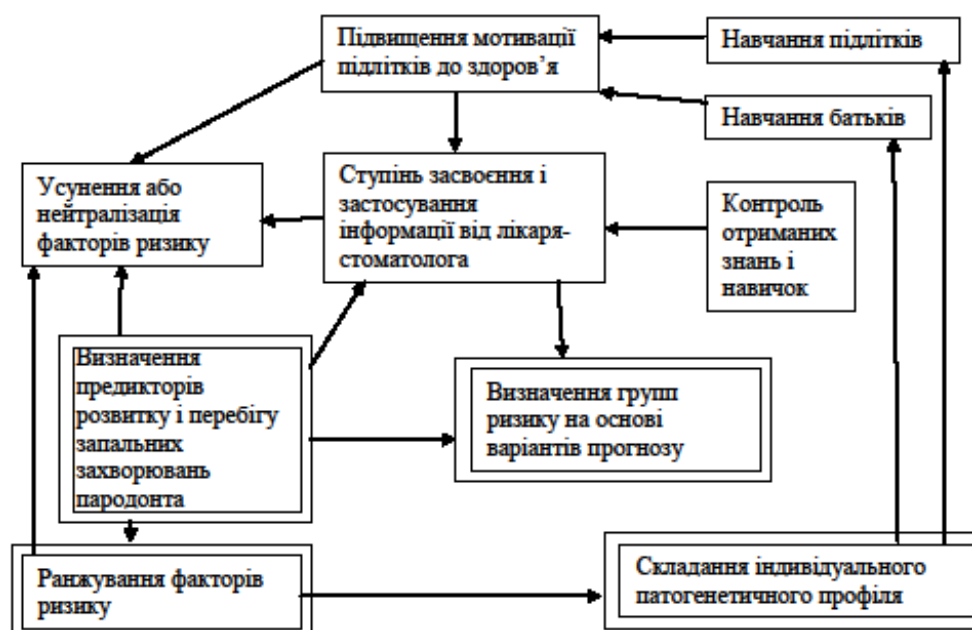 Підвищення мотивації
підлітків до здоров’я
Навчання підлітків
Навчання батьків
Усунення або
нейтралізація
факторів ризику
Ступінь засвоєння і
застосування
інформації від лікаря-
стоматолога
Контроль
отриманих
знань і
навичок
Визначення
предикторів
розвитку і перебігу
запальних
захворювань
пародонта
Визначення групп
ризику на основі
варіантів прогнозу
Ранжування факторів
ризику
Складання індивідуального
патогенетичного профіля